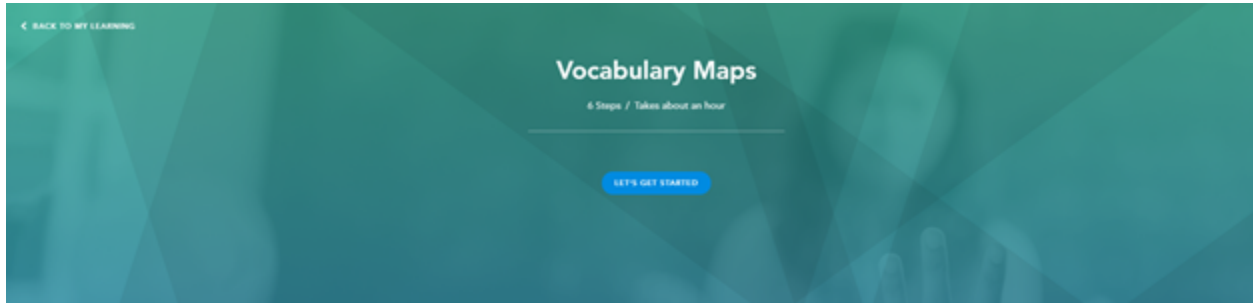 BACK TO MY LEARNING
Vocabulary Maps
6 Steps / Takes about an hour
LET'S GET STARTED